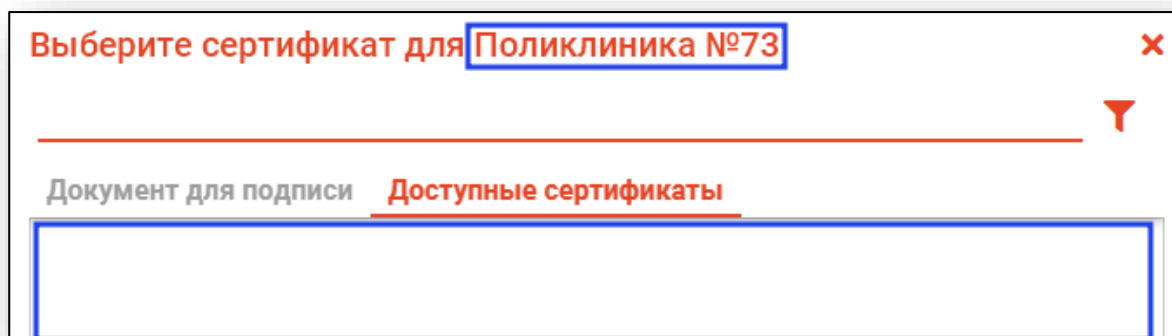 Выберите сертификат для Поликлиника №73
Документ для подписи Доступные сертификаты